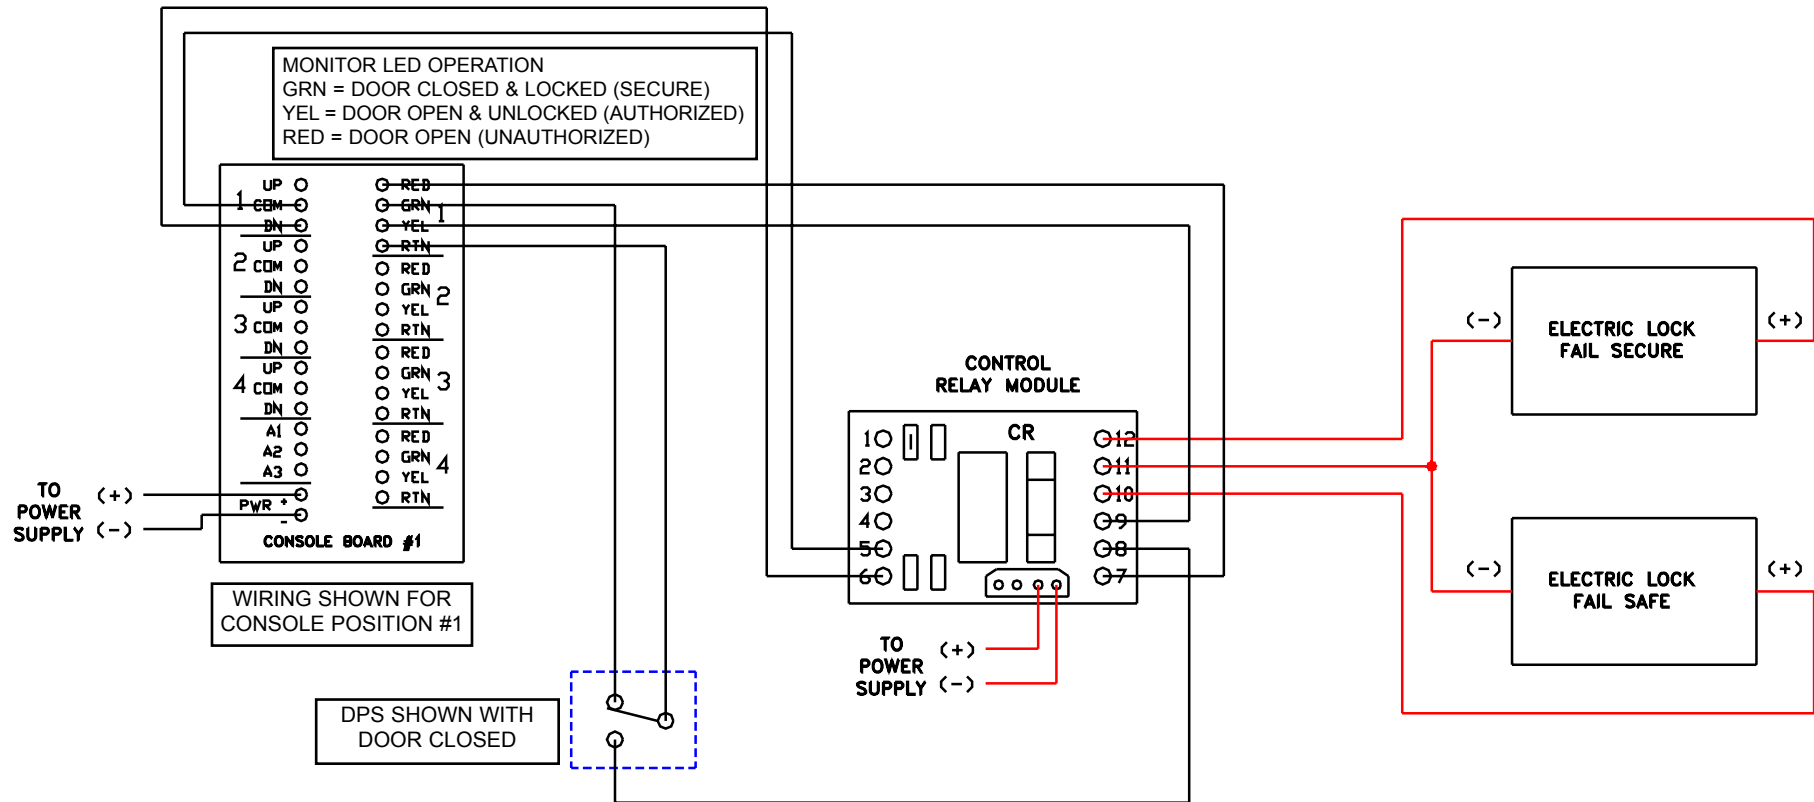 MONITOR LED OPERATION
GRN = DOOR CLOSED & LOCKED (SECURE)
YEL = DOOR OPEN & UNLOCKED (AUTHORIZED)
RED = DOOR OPEN (UNAUTHORIZED)
1
UP
COM
DN
2
UP
COM
DN
3
UP
COM
DN
4
UP
COM
DN
A1
A2
A3
PWR +
-
RED
GRN
YEL
RTN
1
RED
GRN
YEL
RTN
2
RED
GRN
YEL
RTN
3
RED
GRN
YEL
RTN
4
CONSOLE BOARD #1
TO
POWER
SUPPLY
(+)
(-)
WIRING SHOWN FOR
CONSOLE POSITION #1
DPS SHOWN WITH
DOOR CLOSED
CONTROL
RELAY MODULE
CR
1
2
3
4
5
6
12
11
10
9
8
7
TO
POWER
SUPPLY
(+)
(-)
(-)
ELECTRIC LOCK
FAIL SECURE
(+)
(-)
ELECTRIC LOCK
FAIL SAFE
(+)